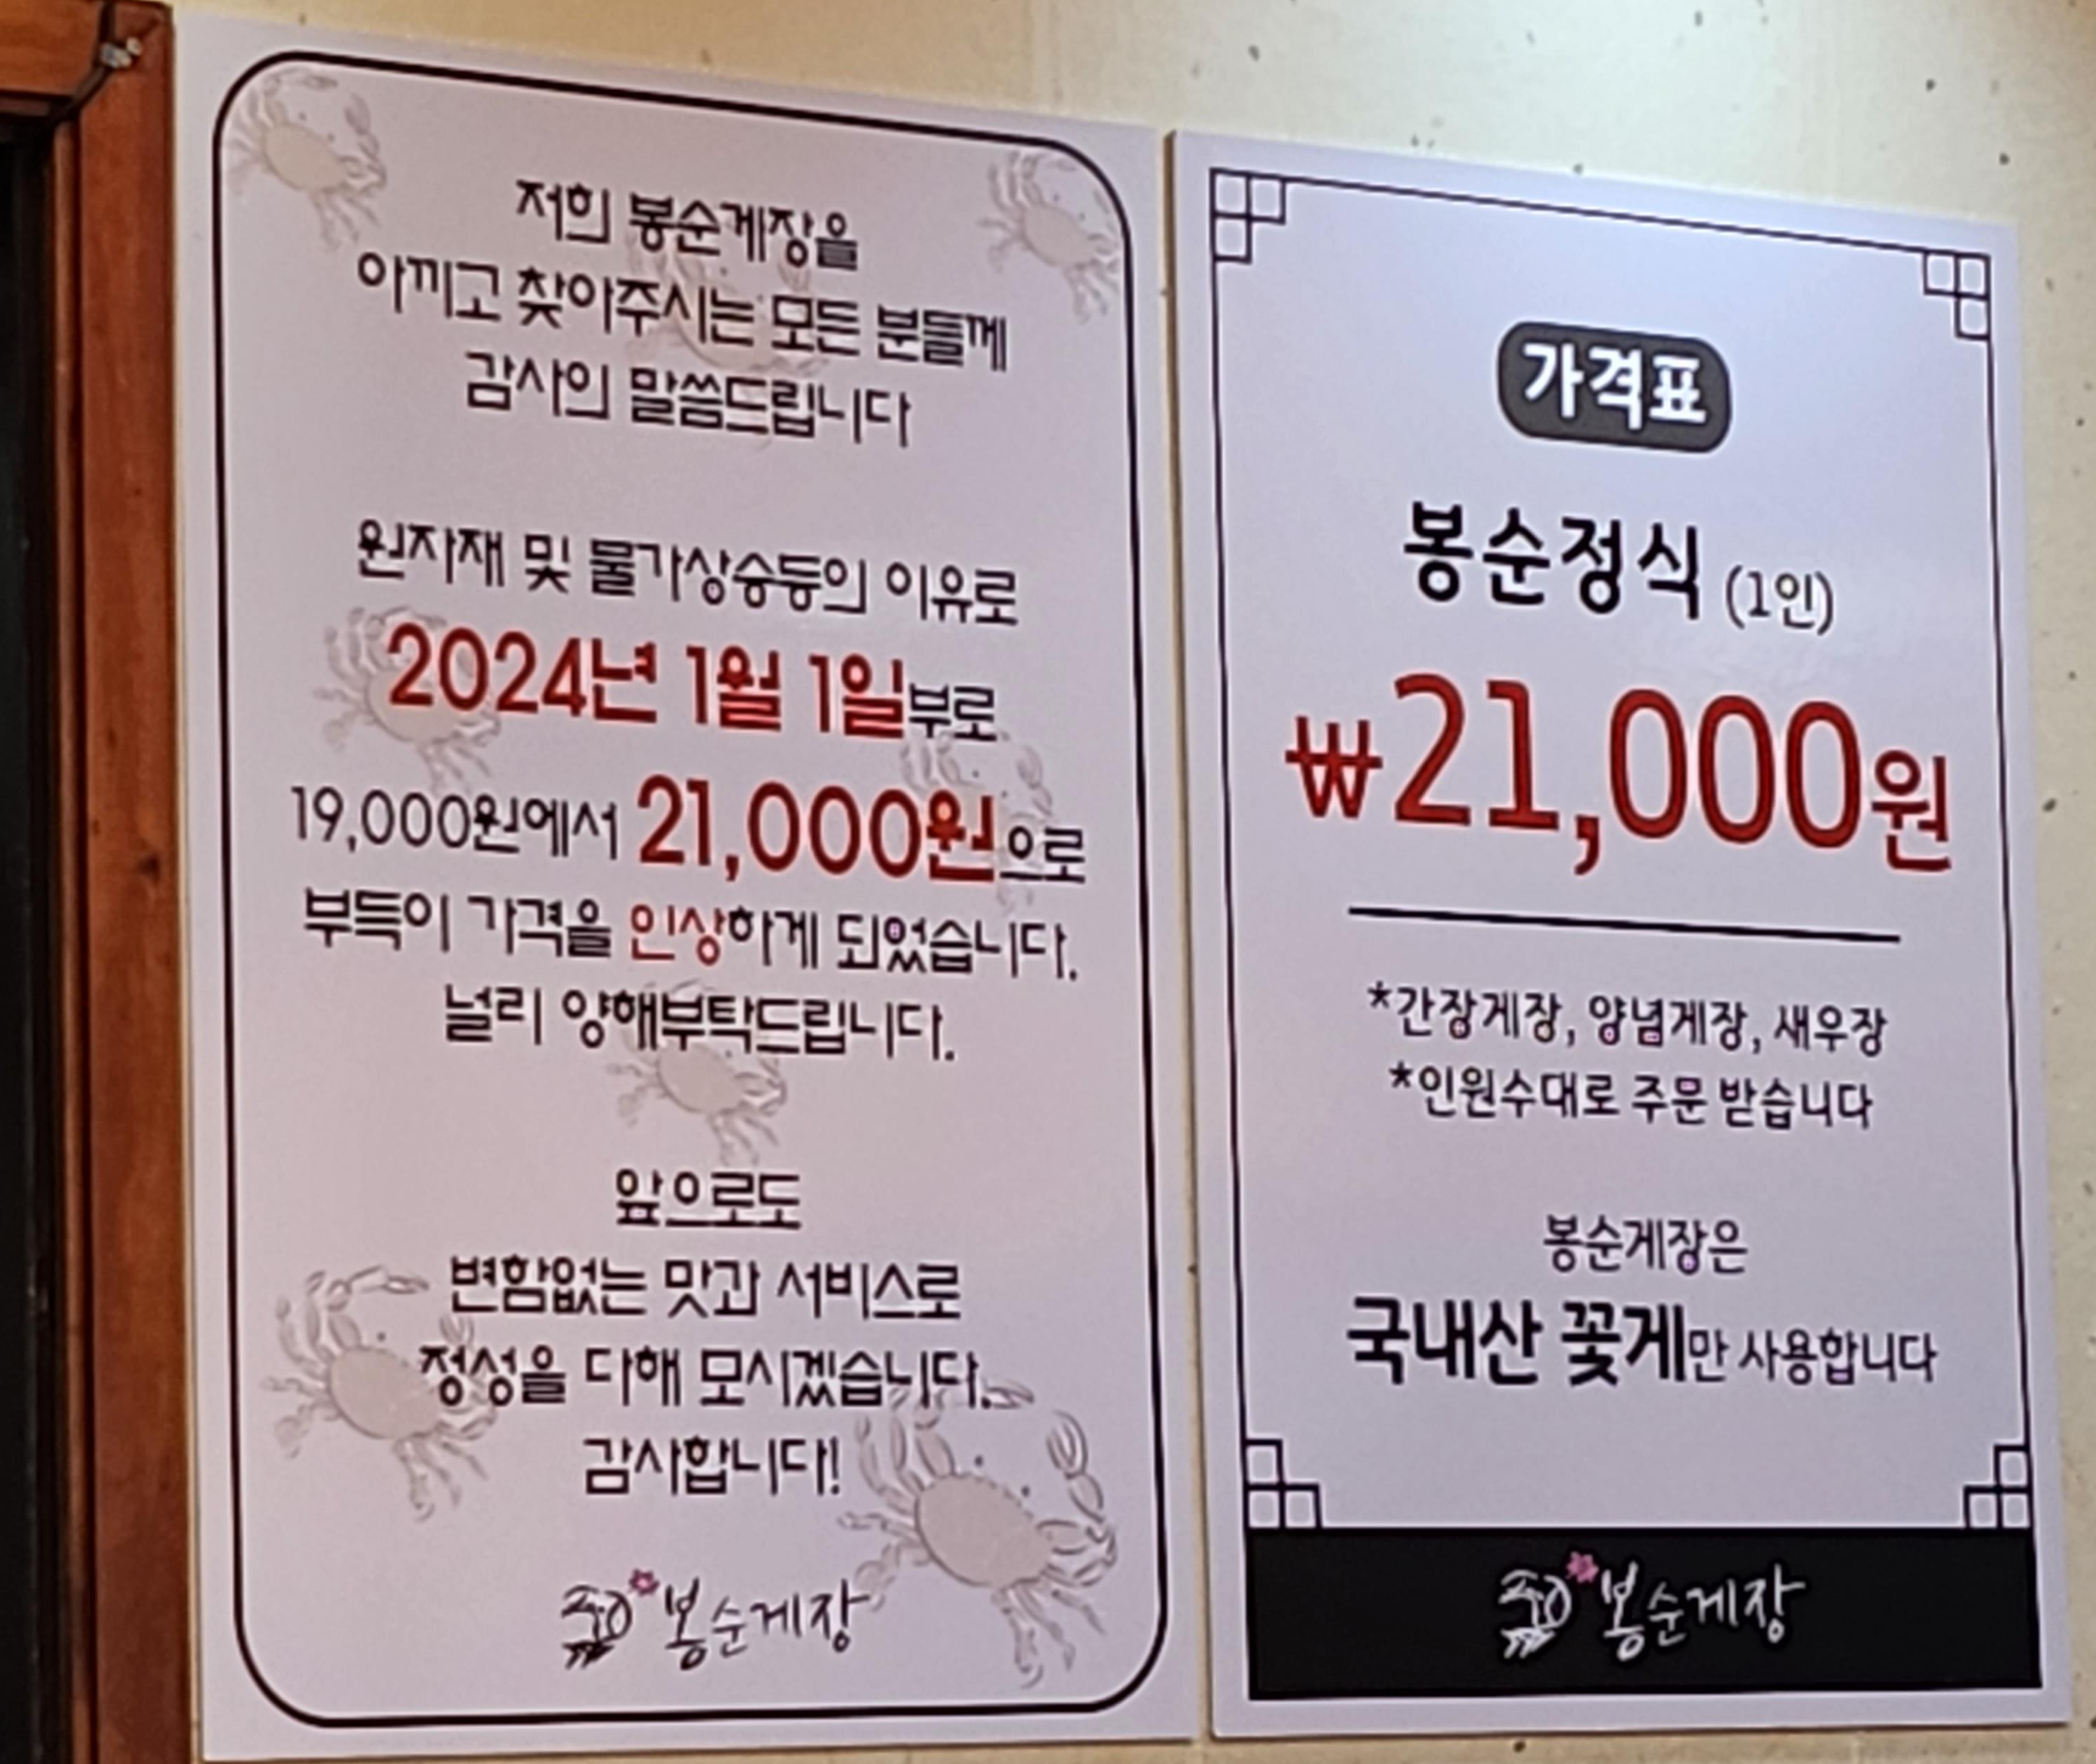 저희 봉순게장을
아끼고 찾아주시는 모든 분들께
감사의 말씀드립니다
원자재 및 물가상승등의 이유로
2024년 1월 1일부로
19,000원에서 21,000원으로
부득이 가격을 인상하게 되었습니다.
널리 양해부탁드립니다.
앞으로도
변함없는 맛과 서비스로
정성을 다해 모시겠습니다.
감사합니다!
봉순게장
가격표
봉순정식 (1인)
₩21,000원
*간장게장, 양념게장, 새우장
*인원수대로 주문 받습니다
봉순게장은
국내산 꽃게만 사용합니다
봉순게장